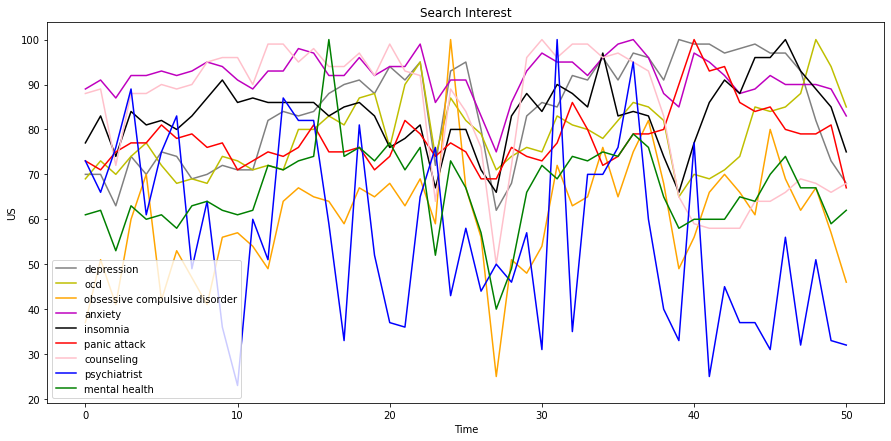 Search Interest
US
100
90
80
70
60
50
40
30
20
depression
ocd
obsessive compulsive disorder
anxiety
insomnia
panic attack
counseling
psychiatrist
mental health
0
10
20
30
40
50
Time